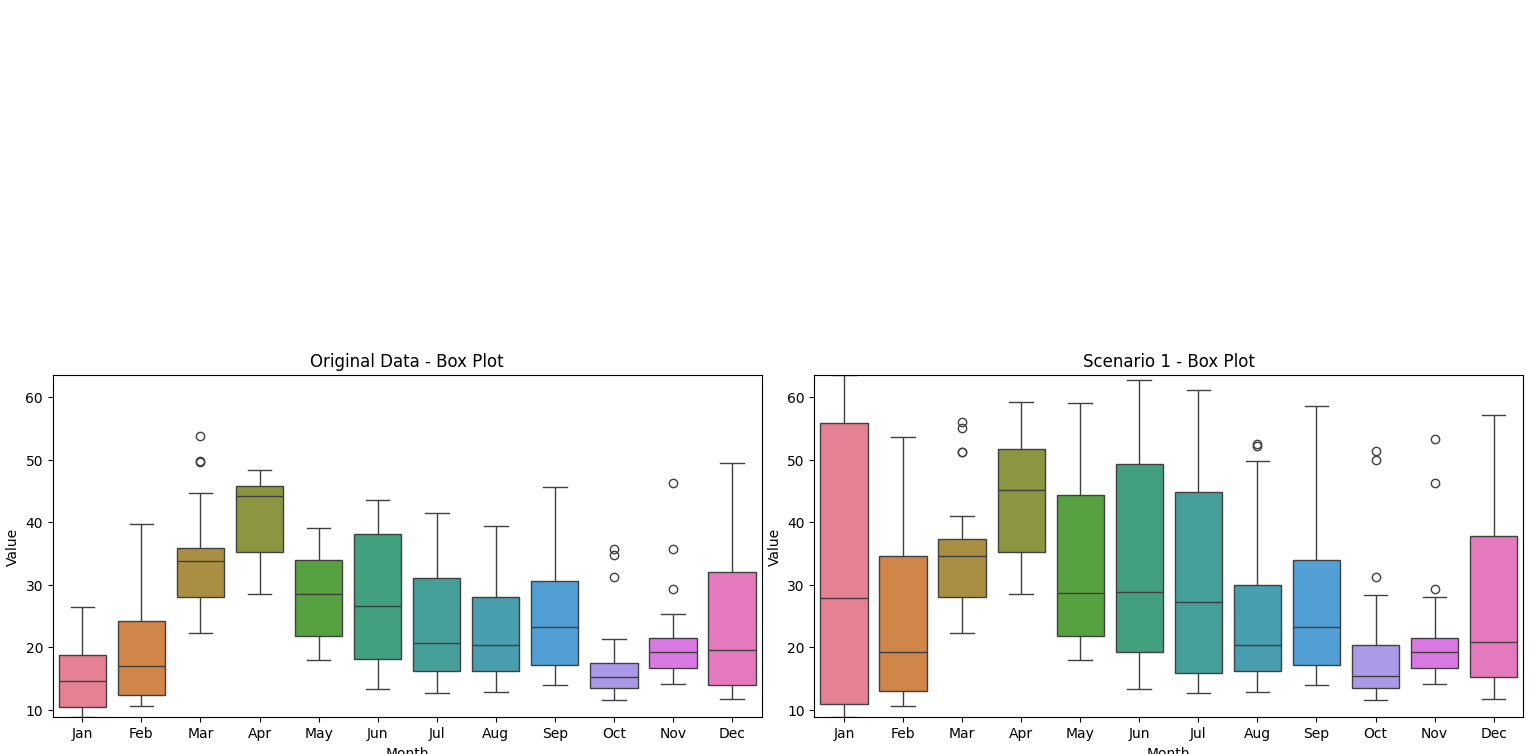 Original Data - Box Plot
60
50
40
30
20
10
Value
Jan Feb Mar Apr May Jun Jul Aug Sep Oct Nov Dec
Month
Scenario 1 - Box Plot
60
50
40
30
20
10
Value
Jan Feb Mar Apr May Jun Jul Aug Sep Oct Nov Dec
Month